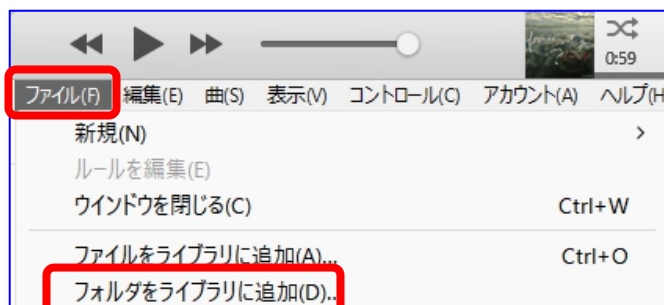 0:59
ファイル(F) 編集(E) 曲(S) 表示(V) コントロール(C) アカウント(A) ヘルプ(H
新規(N) >
ルールを編集(E)
ウインドウを閉じる(C) Ctrl+W
ファイルをライブラリに追加(A)... Ctrl+O
フォルダをライブラリに追加(D)..